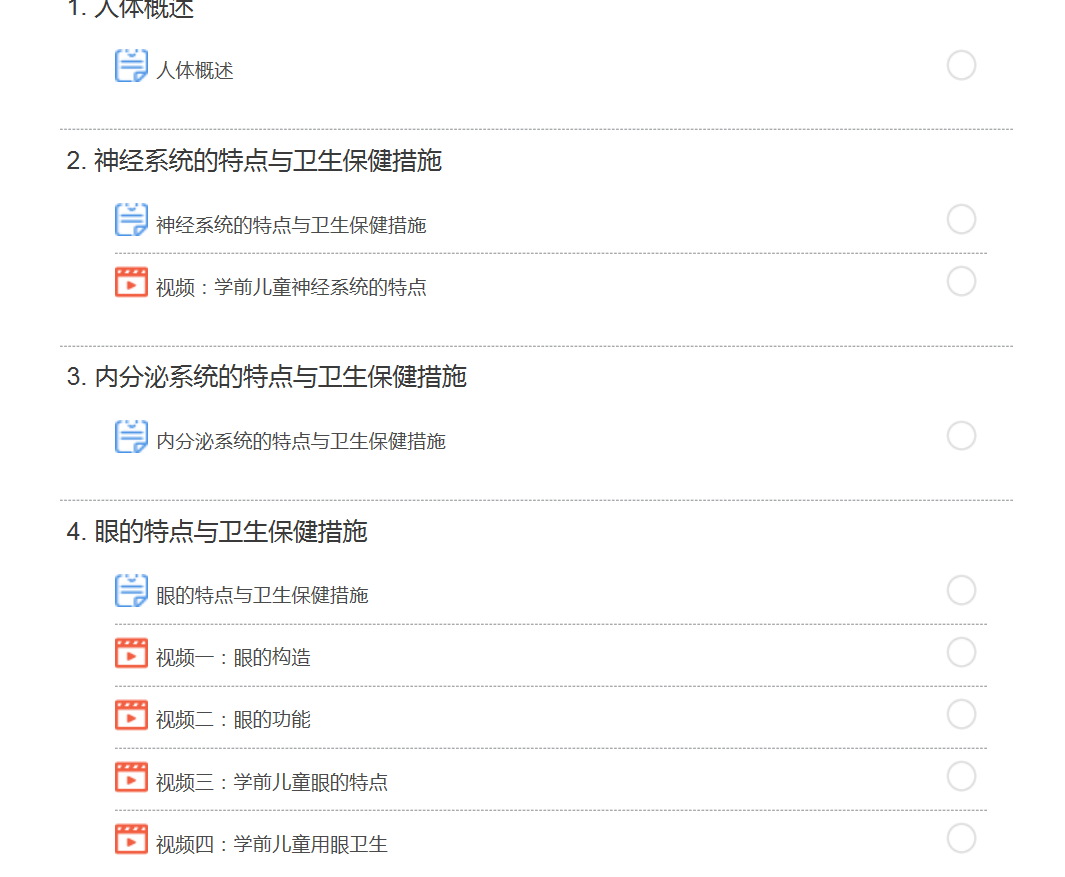 1. 人体概述
人体概述
2. 神经系统的特点与卫生保健措施
神经系统的特点与卫生保健措施
视频：学前儿童神经系统的特点
3. 内分泌系统的特点与卫生保健措施
内分泌系统的特点与卫生保健措施
4. 眼的特点与卫生保健措施
眼的特点与卫生保健措施
视频一：眼的构造
视频二：眼的功能
视频三：学前儿童眼的特点
视频四：学前儿童用眼卫生